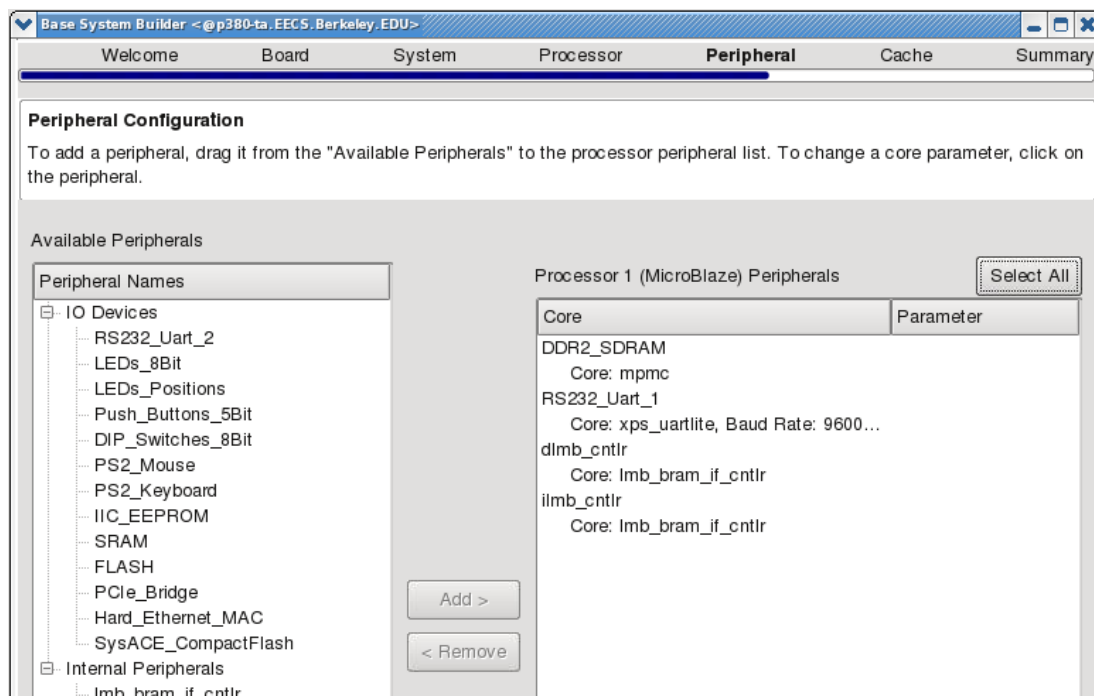 Base System Builder <@p380-ta.EECS.Berkeley.EDU>
Welcome Board System Processor Peripheral Cache Summary
Peripheral Configuration
To add a peripheral, drag it from the "Available Peripherals" to the processor peripheral list. To change a core parameter, click on
the peripheral.
Available Peripherals
Peripheral Names
IO Devices
RS232_Uart_2
LEDs_8Bit
LEDs_Positions
Push_Buttons_5Bit
DIP_Switches_8Bit
PS2_Mouse
PS2_Keyboard
IIC_EEPROM
SRAM
FLASH
PCIe_Bridge
Hard_Ethernet_MAC
SysACE_CompactFlash
Internal Peripherals
lmb_bram_if_cntlr
Add >
< Remove
Processor 1 (MicroBlaze) Peripherals
Select All
Core Parameter
DDR2_SDRAM
Core: mpmc
RS232_Uart_1
Core: xps_uartlite, Baud Rate: 9600...
dlmb_cntlr
Core: lmb_bram_if_cntlr
ilmb_cntlr
Core: lmb_bram_if_cntlr